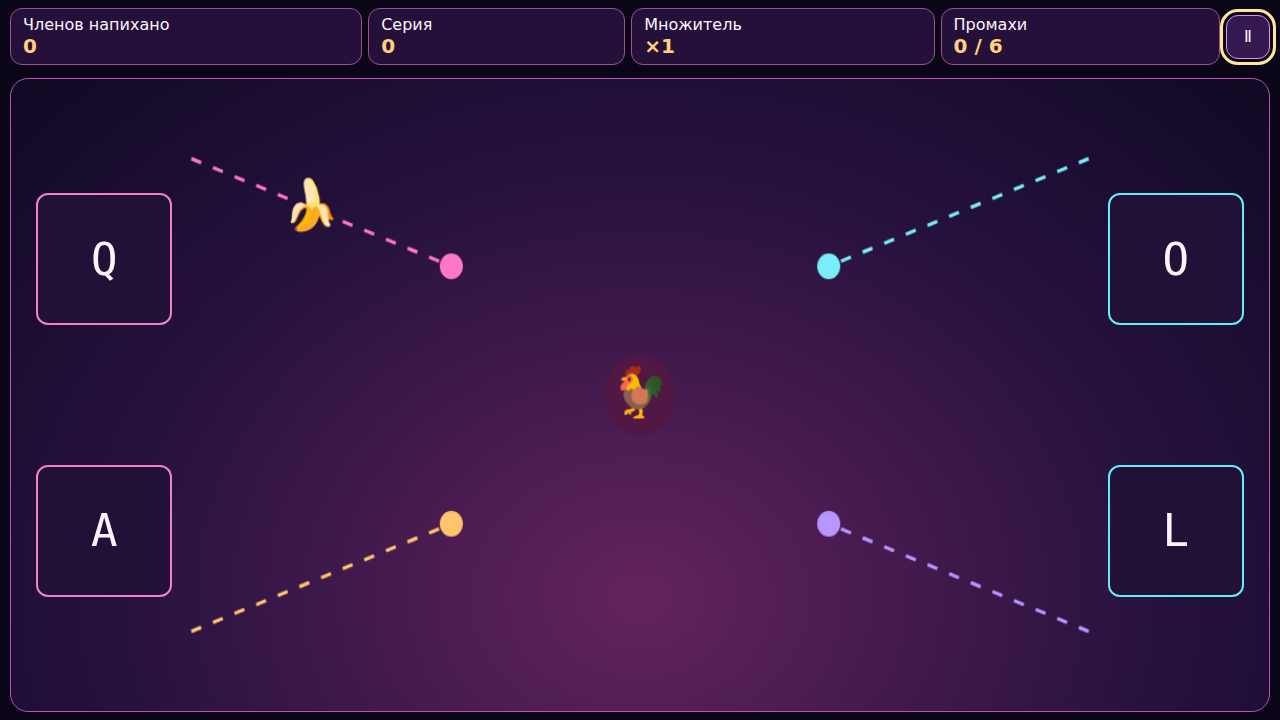 Членов напихано
0
Серия
0
Множитель
×1
Промахи
0 / 6
⏸
Q
O
A
L